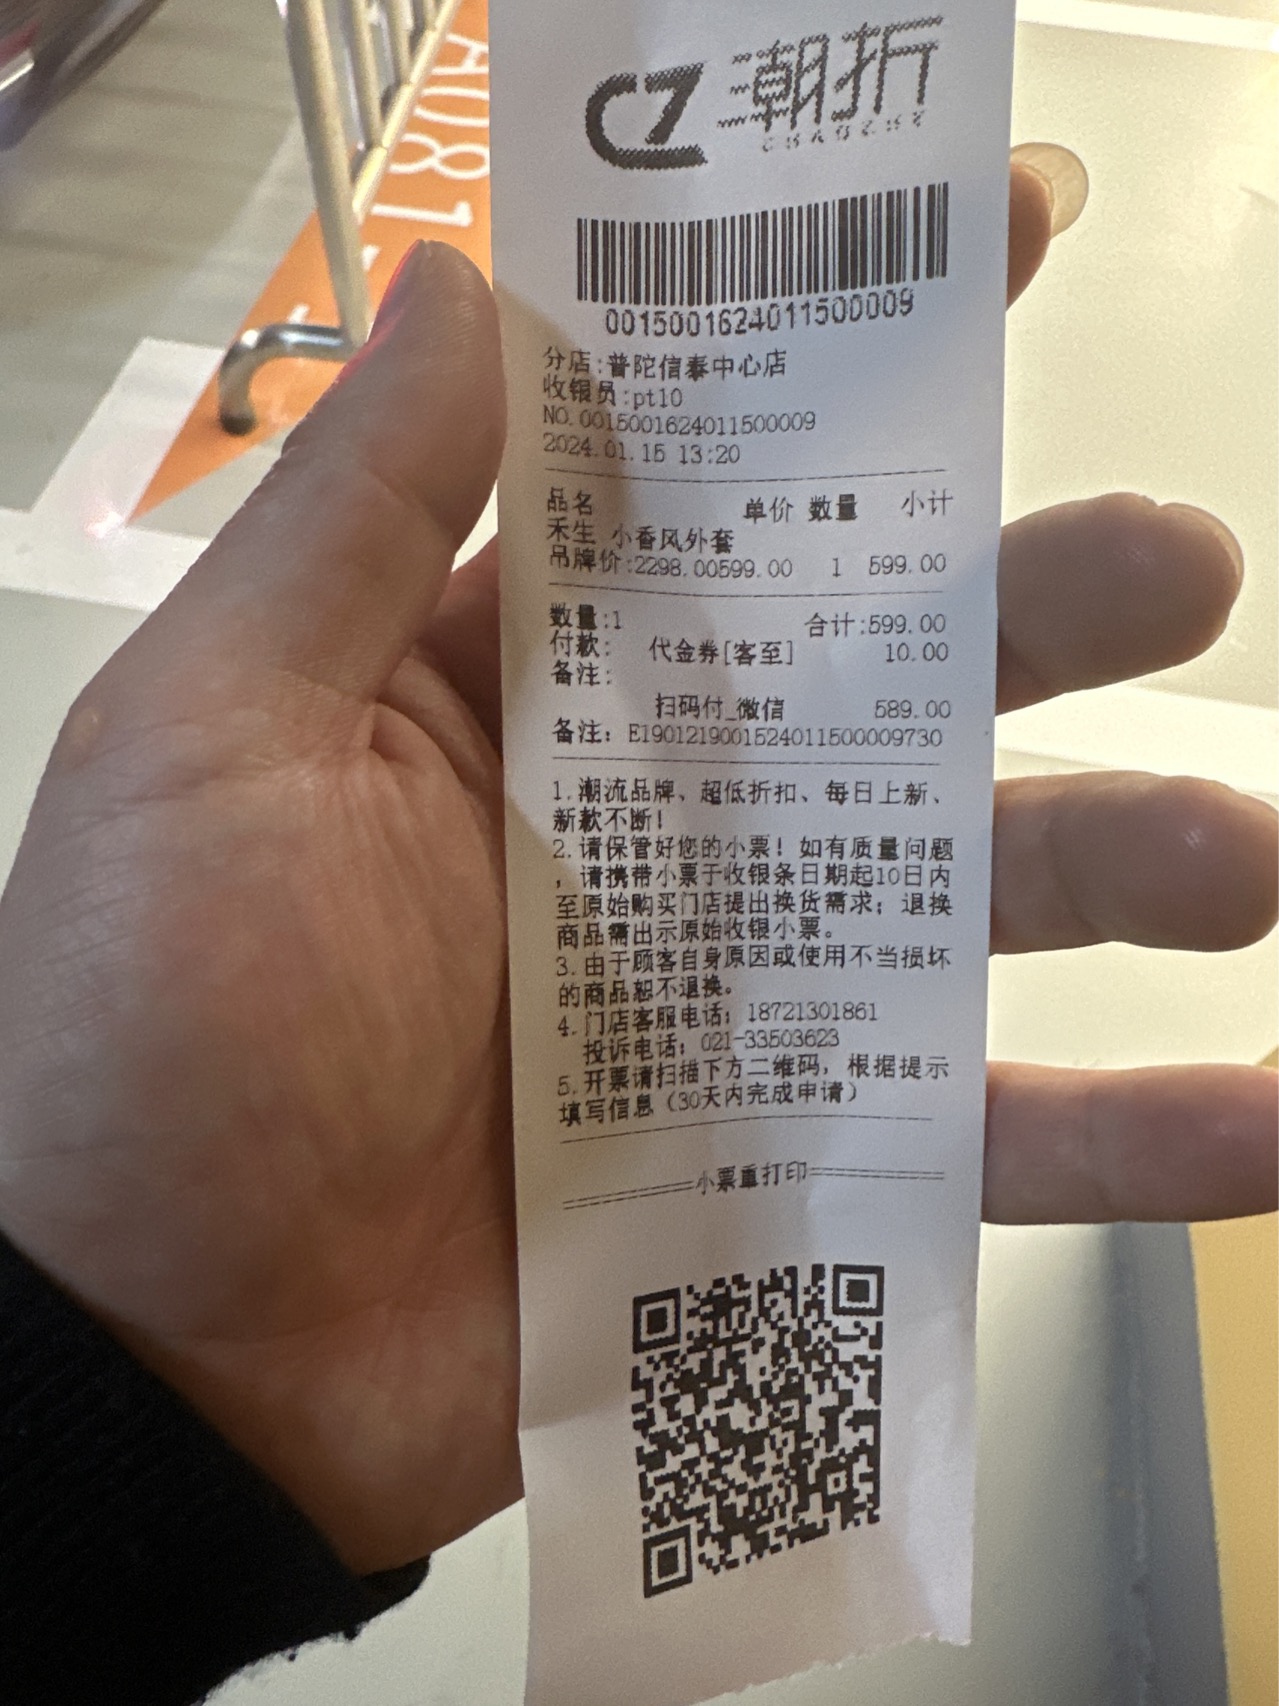 CZ 潮折
CHAOZHE
0015001624011500009
分店:普陀信泰中心店
收银员:pt10
NO.0015001624011500009
2024.01.15 13:20
品名 单价 数量 小计
禾生 小香风外套
吊牌价:2298.00599.00 1 599.00
数量:1 合计:599.00
付款: 代金券[客至] 10.00
备注:
扫码付_微信 589.00
备注: E1901219001524011500009730
1.潮流品牌、超低折扣、每日上新、
新款不断!
2.请保管好您的小票! 如有质量问题
,请携带小票于收银条日期起10日内
至原始购买门店提出换货需求; 退换
商品需出示原始收银小票。
3.由于顾客自身原因或使用不当损坏
的商品恕不退换。
4.门店客服电话: 18721301861
投诉电话: 021-33503623
5.开票请扫描下方二维码, 根据提示
填写信息(30天内完成申请)
小票重打印
A081